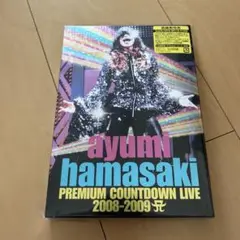 ayumi
hamasaki
PREMIUM COUNTDOWN LIVE
2008-2009 A